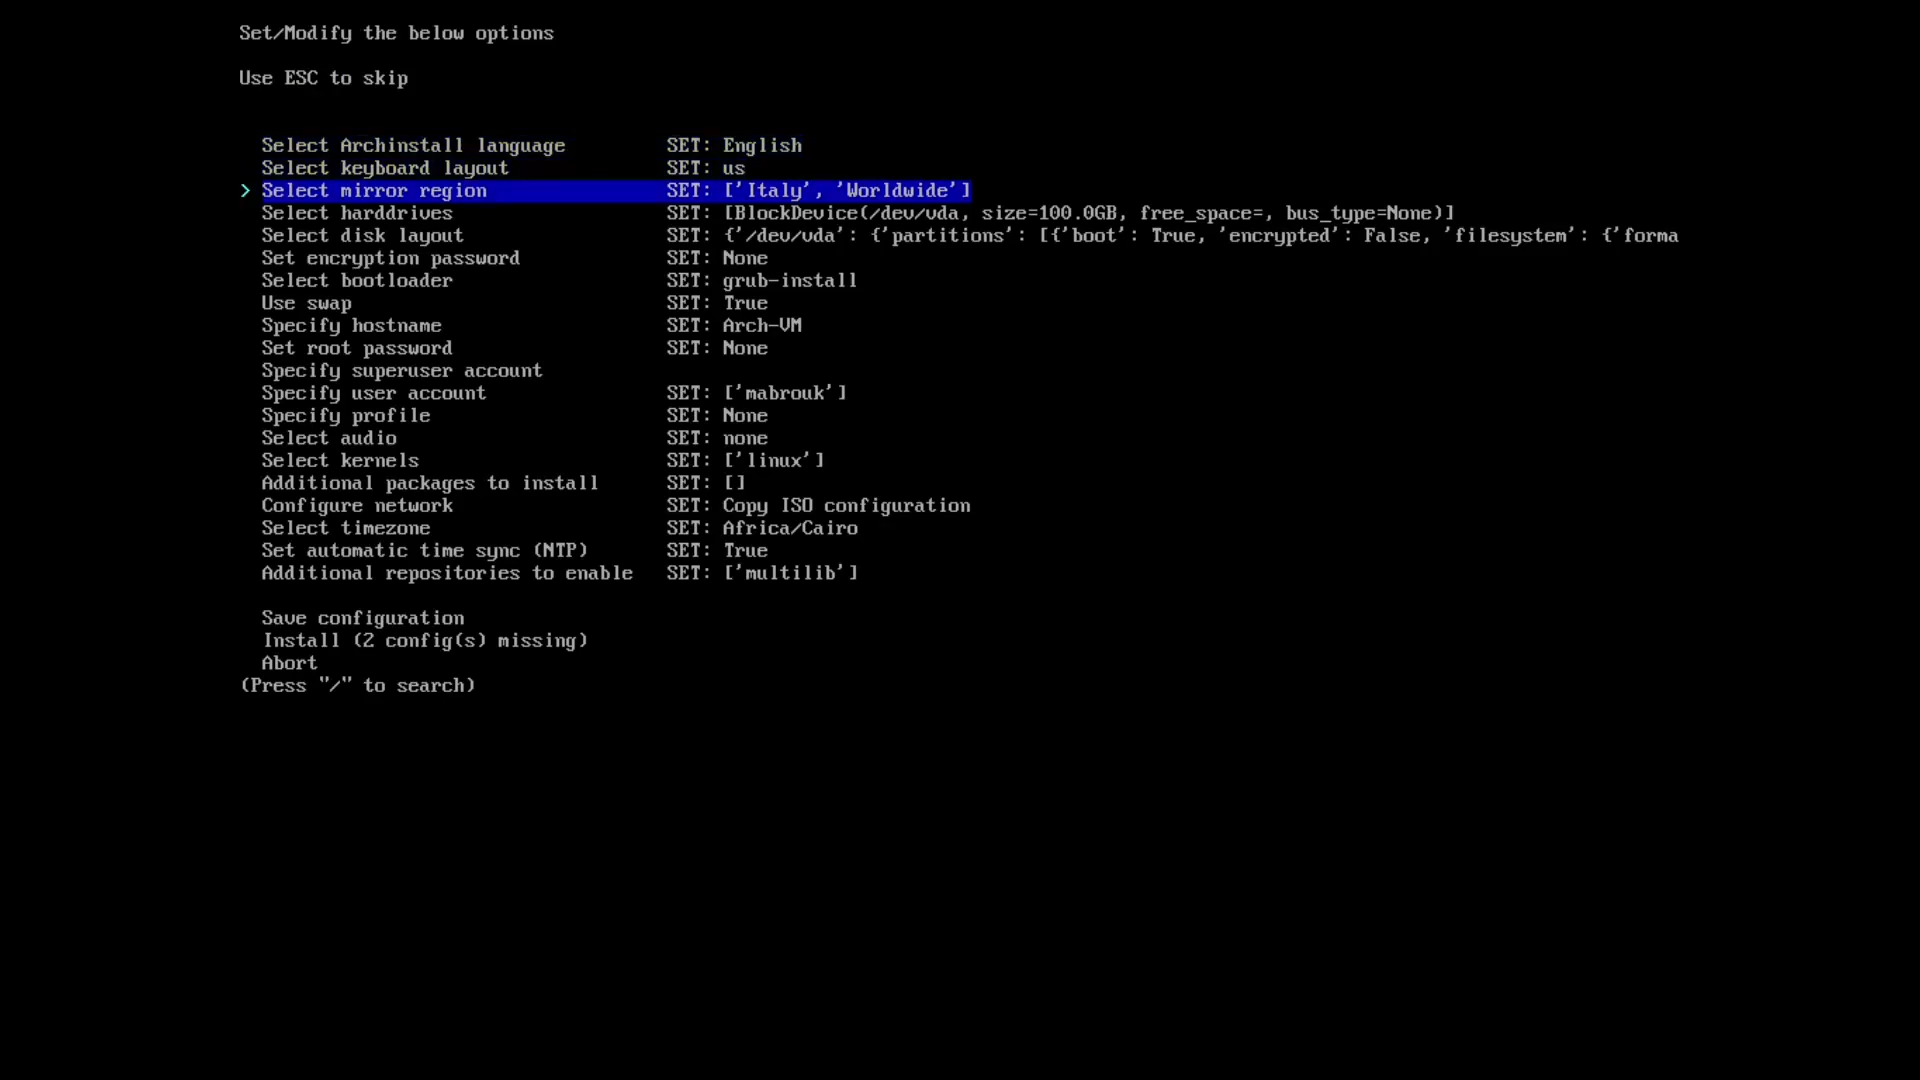 Set/Modify the below options
Use ESC to skip
Select Archinstall language SET: English
Select keyboard layout SET: us
> Select mirror region SET: ['Italy', 'Worldwide']
Select harddrives SET: [BlockDevice(/dev/vda, size=100.0GB, free_space=, bus_type=None)]
Select disk layout SET: {'/dev/vda': {'partitions': [{'boot': True, 'encrypted': False, 'filesystem': {'forma
Set encryption password SET: None
Select bootloader SET: grub-install
Use swap SET: True
Specify hostname SET: Arch-VM
Set root password SET: None
Specify superuser account
Specify user account SET: ['mabrouk']
Specify profile SET: None
Select audio SET: none
Select kernels SET: ['linux']
Additional packages to install SET: []
Configure network SET: Copy ISO configuration
Select timezone SET: Africa/Cairo
Set automatic time sync (NTP) SET: True
Additional repositories to enable SET: ['multilib']
Save configuration
Install (2 config(s) missing)
Abort
(Press "/" to search)